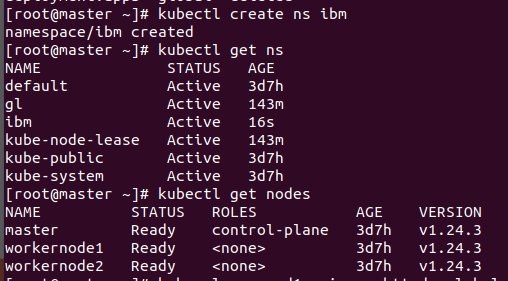 [root@master ~]# kubectl create ns ibm
namespace/ibm created
[root@master ~]# kubectl get ns
NAME STATUS AGE
default Active 3d7h
gl Active 143m
ibm Active 16s
kube-node-lease Active 143m
kube-public Active 3d7h
kube-system Active 3d7h
[root@master ~]# kubectl get nodes
NAME STATUS ROLES AGE VERSION
master Ready control-plane 3d7h v1.24.3
workernode1 Ready <none> 3d7h v1.24.3
workernode2 Ready <none> 3d7h v1.24.3